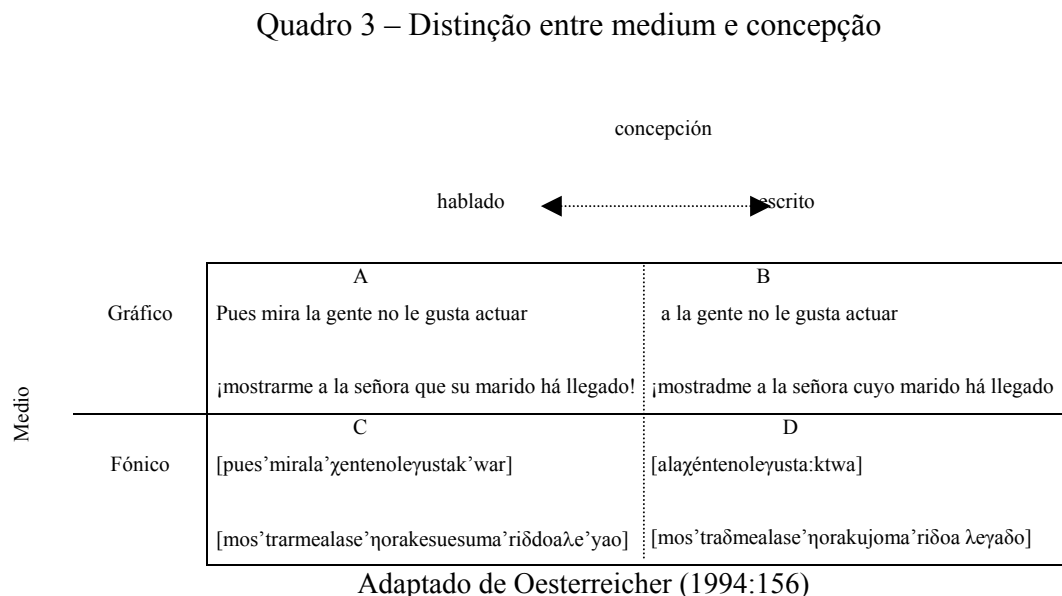 Quadro 3 – Distinção entre medium e concepção
concepción
hablado escrito
A B
Gráfico Pues mira la gente no le gusta actuar a la gente no le gusta actuar
¡mostrarme a la señora que su marido há llegado! ¡mostradme a la señora cuyo marido há llegado
Medio
C D
Fónico [pues’mirala’χentenoleγustak’war] [alaχéntenoleγusta:ktwa]
[mos’trarmealase’ηorakesuesuma’riδdoaλe’yao] [mos’traδmealase’ηorakujoma’riδoa λeγaδo]
Adaptado de Oesterreicher (1994:156)